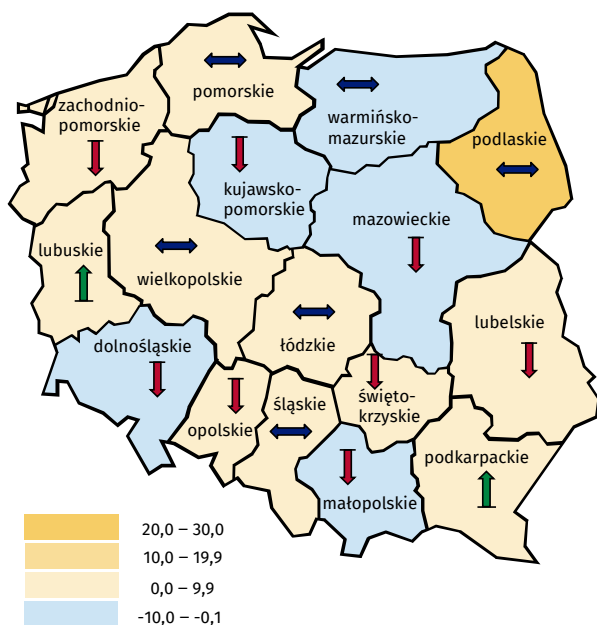 pomorskie
zachodnio-
pomorskie
warmińsko-
mazurskie
podlaskie
kujawsko-
pomorskie
mazowieckie
lubuskie
wielkopolskie
lubelskie
łódzkie
dolnośląskie
święto-
krzyskie
śląskie
opolskie
podkarpackie
małopolskie
20,0 – 30,0
10,0 – 19,9
0,0 – 9,9
-10,0 – -0,1